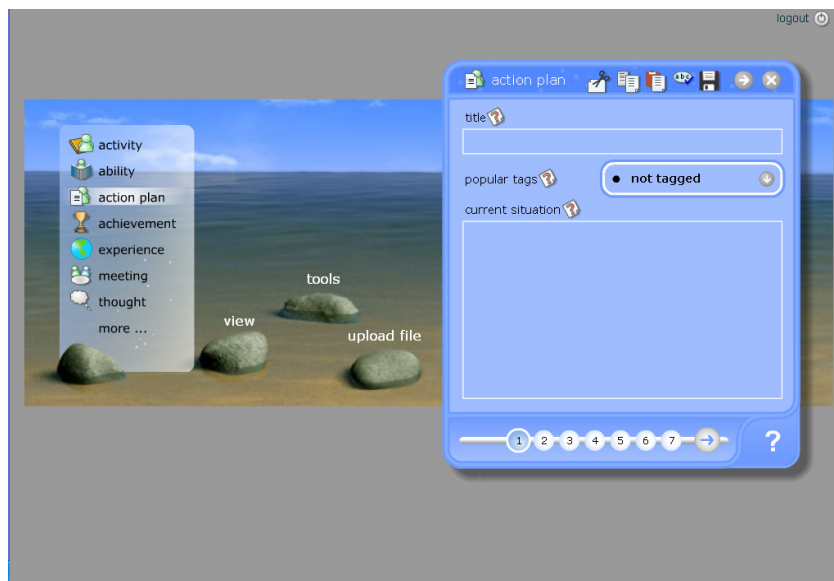 logout
activity
ability
action plan
achievement
experience
meeting
thought
more ...
tools
view
upload file
action plan
abc
title
popular tags
not tagged
current situation
1 2 3 4 5 6 7
?